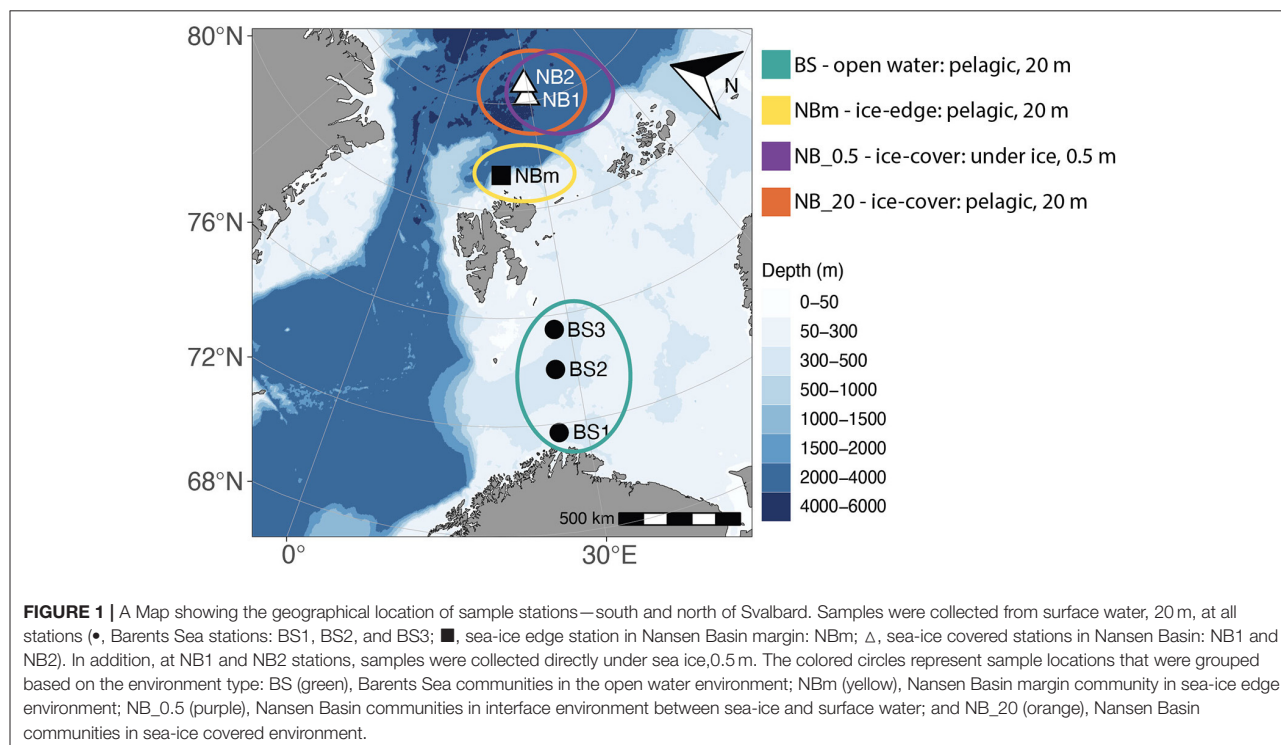 80°N
76°N
72°N
68°N
0°
30°E
NB2
NB1
NBm
BS3
BS2
BS1
N
500 km
BS - open water: pelagic, 20 m
NBm - ice-edge: pelagic, 20 m
NB_0.5 - ice-cover: under ice, 0.5 m
NB_20 - ice-cover: pelagic, 20 m
Depth (m)
0–50
50–300
300–500
500–1000
1000–1500
1500–2000
2000–4000
4000–6000
FIGURE 1 | A Map showing the geographical location of sample stations—south and north of Svalbard. Samples were collected from surface water, 20 m, at all
stations (•, Barents Sea stations: BS1, BS2, and BS3; ■, sea-ice edge station in Nansen Basin margin: NBm; △, sea-ice covered stations in Nansen Basin: NB1 and
NB2). In addition, at NB1 and NB2 stations, samples were collected directly under sea ice,0.5 m. The colored circles represent sample locations that were grouped
based on the environment type: BS (green), Barents Sea communities in the open water environment; NBm (yellow), Nansen Basin margin community in sea-ice edge
environment; NB_0.5 (purple), Nansen Basin communities in interface environment between sea-ice and surface water; and NB_20 (orange), Nansen Basin
communities in sea-ice covered environment.